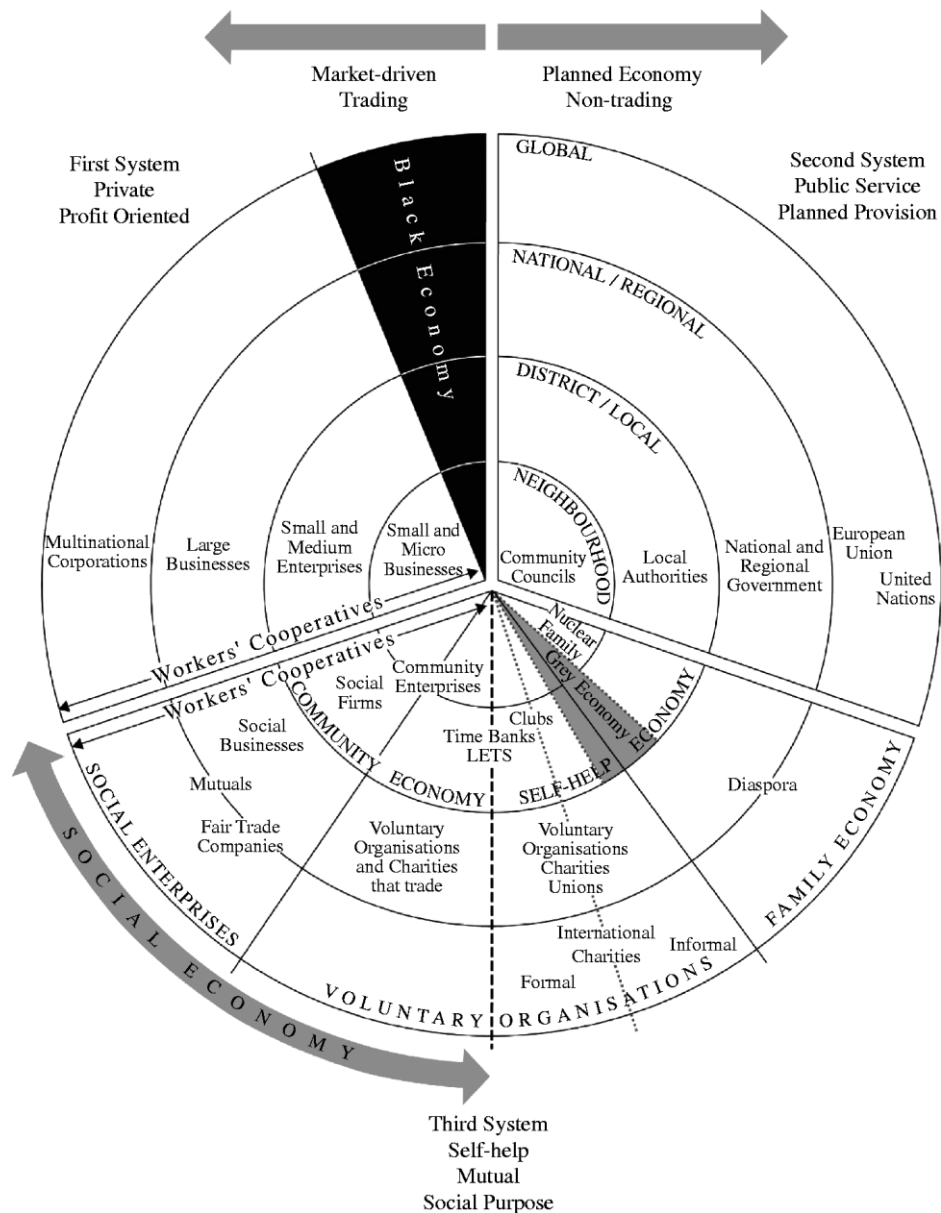 Market-driven
Trading
Planned Economy
Non-trading
First System
Private
Profit Oriented
Second System
Public Service
Planned Provision
Black Economy
GLOBAL
NATIONAL / REGIONAL
DISTRICT / LOCAL
NEIGHBOURHOOD
Multinational
Corporations
Large
Businesses
Small and
Medium
Enterprises
Small and
Micro
Businesses
Community
Councils
Local
Authorities
National and
Regional
Government
European
Union
United
Nations
Workers' Cooperatives
Workers' Cooperatives
Nuclear
Family
Grey Economy
Community
Enterprises
Social
Firms
Social
Businesses
Mutuals
Fair Trade
Companies
COMMUNITY ECONOMY
SELF-HELP ECONOMY
Clubs
Time Banks
LETS
Diaspora
Voluntary
Organisations
and Charities
that trade
Voluntary
Organisations
Charities
Unions
International
Charities
Informal
Formal
SOCIAL ENTERPRISES
VOLUNTARY ORGANISATIONS
FAMILY ECONOMY
SOCIAL ECONOMY
Third System
Self-help
Mutual
Social Purpose